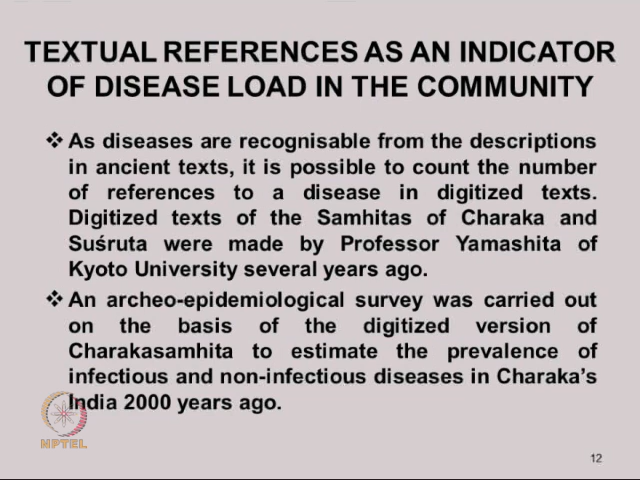 TEXTUAL REFERENCES AS AN INDICATOR
OF DISEASE LOAD IN THE COMMUNITY
❖ As diseases are recognisable from the descriptions
in ancient texts, it is possible to count the number
of references to a disease in digitized texts.
Digitized texts of the Samhitas of Charaka and
Suśruta were made by Professor Yamashita of
Kyoto University several years ago.
❖ An archeo-epidemiological survey was carried out
on the basis of the digitized version of
Charakasamhita to estimate the prevalence of
infectious and non-infectious diseases in Charaka's
India 2000 years ago.
NPTEL
12